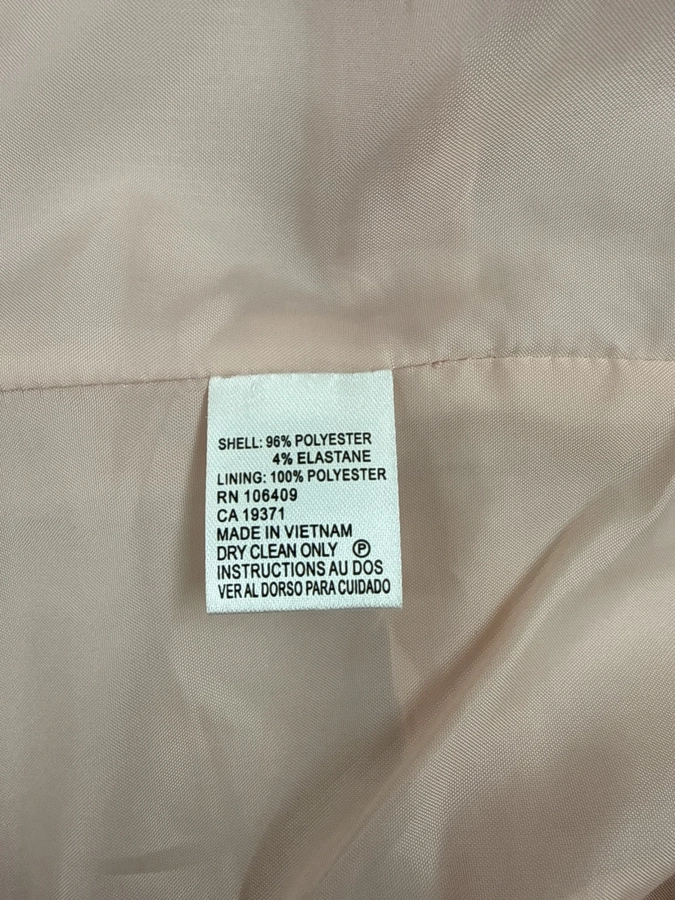 SHELL: 96% POLYESTER
4% ELASTANE
LINING: 100% POLYESTER
RN 106409
CA 19371
MADE IN VIETNAM
DRY CLEAN ONLY Ⓟ
INSTRUCTIONS AU DOS
VER AL DORSO PARA CUIDADO